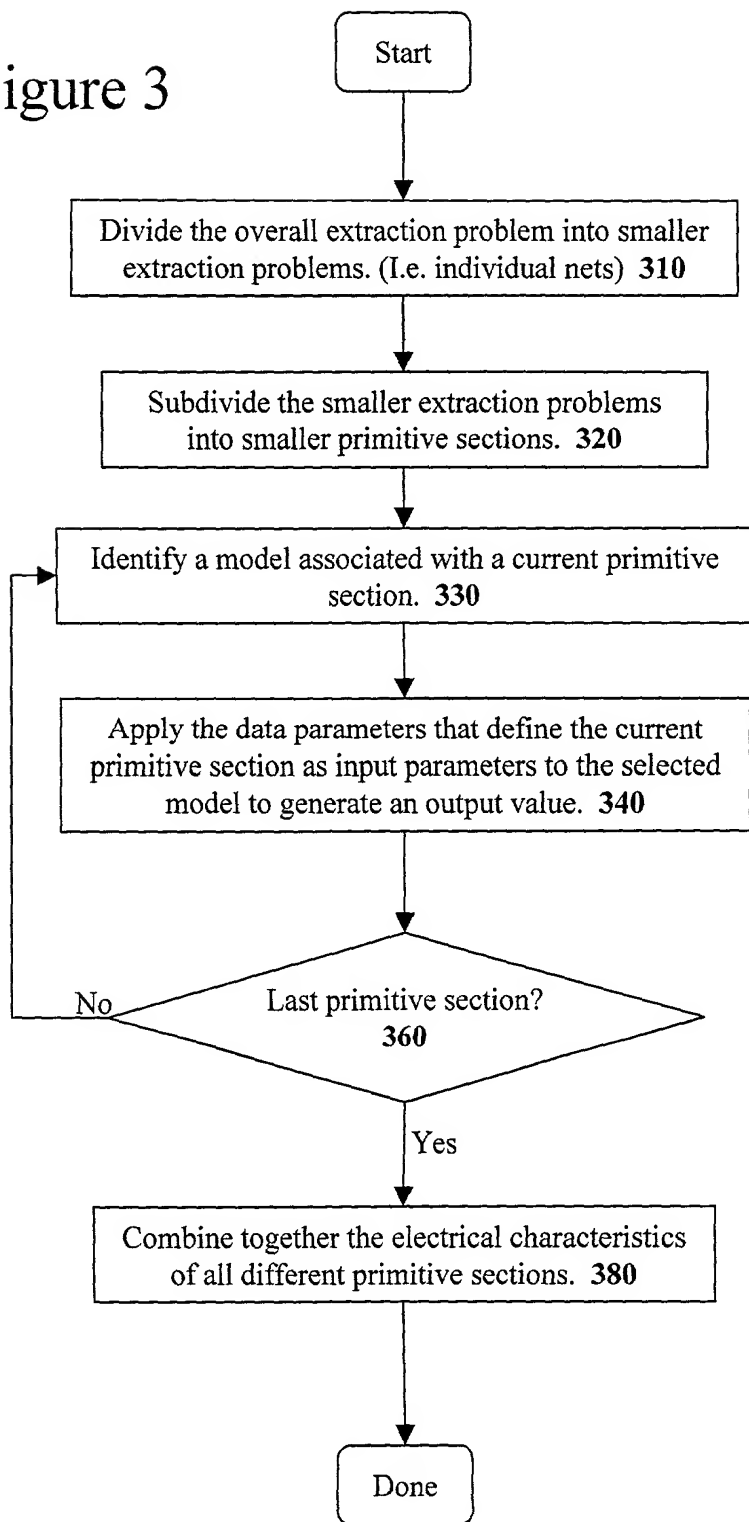 Start
igure 3
Divide the overall extraction problem into smaller
extraction problems. (I.e. individual nets) 310
Subdivide the smaller extraction problems
into smaller primitive sections. 320
Identify a model associated with a current primitive
section. 330
Apply the data parameters that define the current
primitive section as input parameters to the selected
model to generate an output value. 340
Last primitive section?
360
No
Yes
Combine together the electrical characteristics
of all different primitive sections. 380
Done